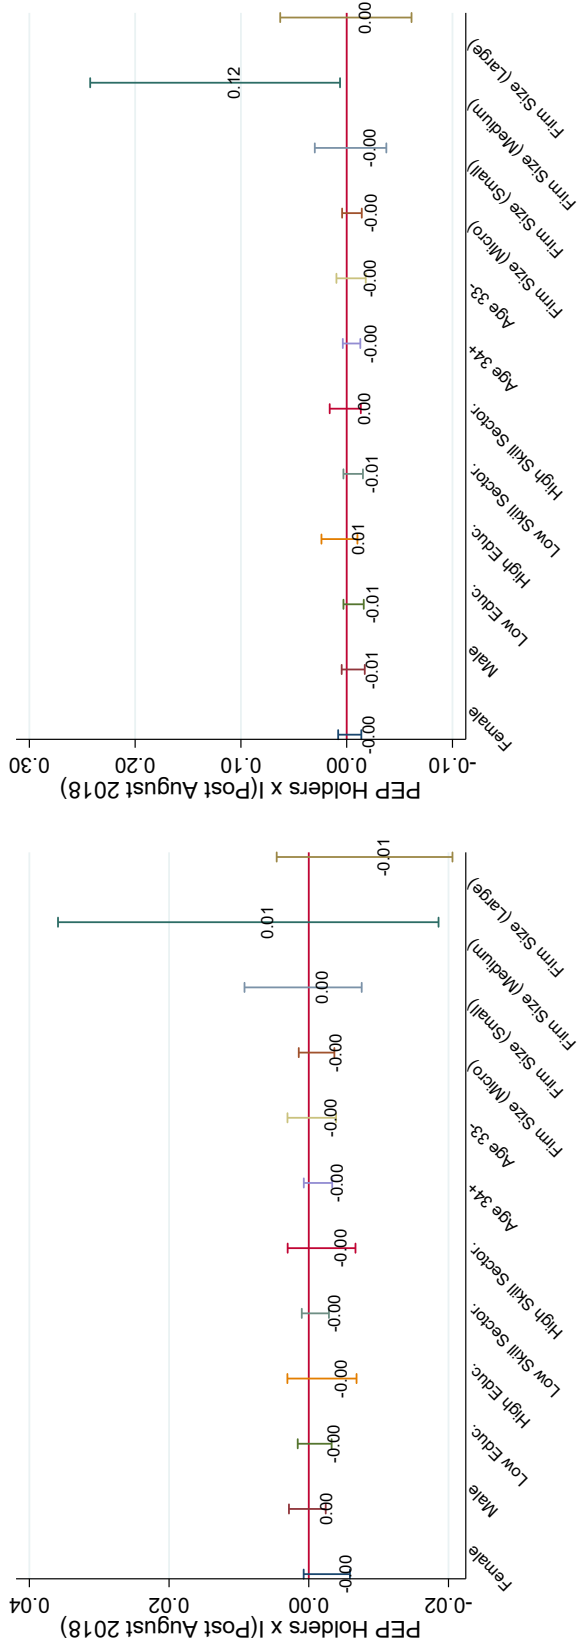 PEP Holders x I(Post August 2018)
0.04
0.02
0.00
-0.02
-0.00
0.00
-0.00
-0.00
-0.00
-0.00
-0.00
-0.00
-0.00
0.00
0.01
-0.01
Female
Male
Low Educ.
High Educ.
Low Skill Sector.
High Skill Sector.
Age 34+
Age 33-
Firm Size (Micro)
Firm Size (Small)
Firm Size (Medium)
Firm Size (Large)
PEP Holders x I(Post August 2018)
0.30
0.20
0.10
0.00
-0.10
-0.00
-0.01
-0.01
0.01
-0.01
0.00
-0.00
-0.00
-0.00
-0.00
0.12
0.00
Female
Male
Low Educ.
High Educ.
Low Skill Sector.
High Skill Sector.
Age 34+
Age 33-
Firm Size (Micro)
Firm Size (Small)
Firm Size (Medium)
Firm Size (Large)